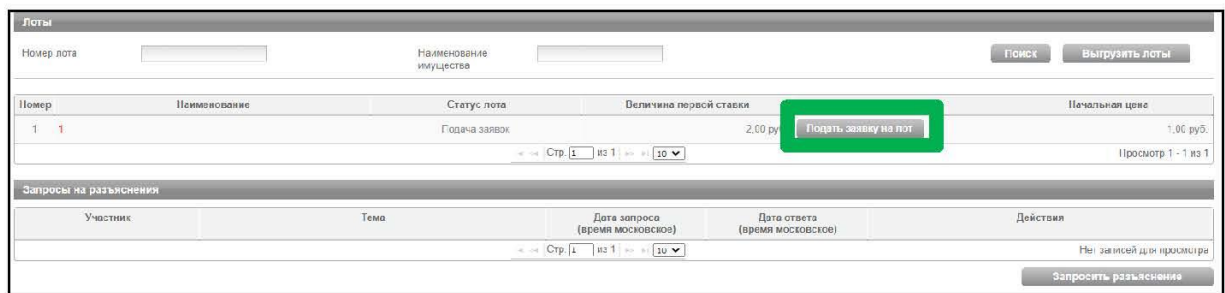 Лоты
Номер лота
Наименование
имущества
Поиск
Выгрузить лоты
Номер Наименование Статус лота Величина первой ставки Начальная цена
1 1 Подача заявок 2,00 ру Подать заявку на лот 1,00 руб.
Стр. 1 из 1 10 Просмотр 1 - 1 из 1
Запросы на разъяснения
Участник Тема Дата запроса (время московское) Дата ответа (время московское) Действия
Стр. 1 из 1 10 Нет записей для просмотра
Запросить разъяснение